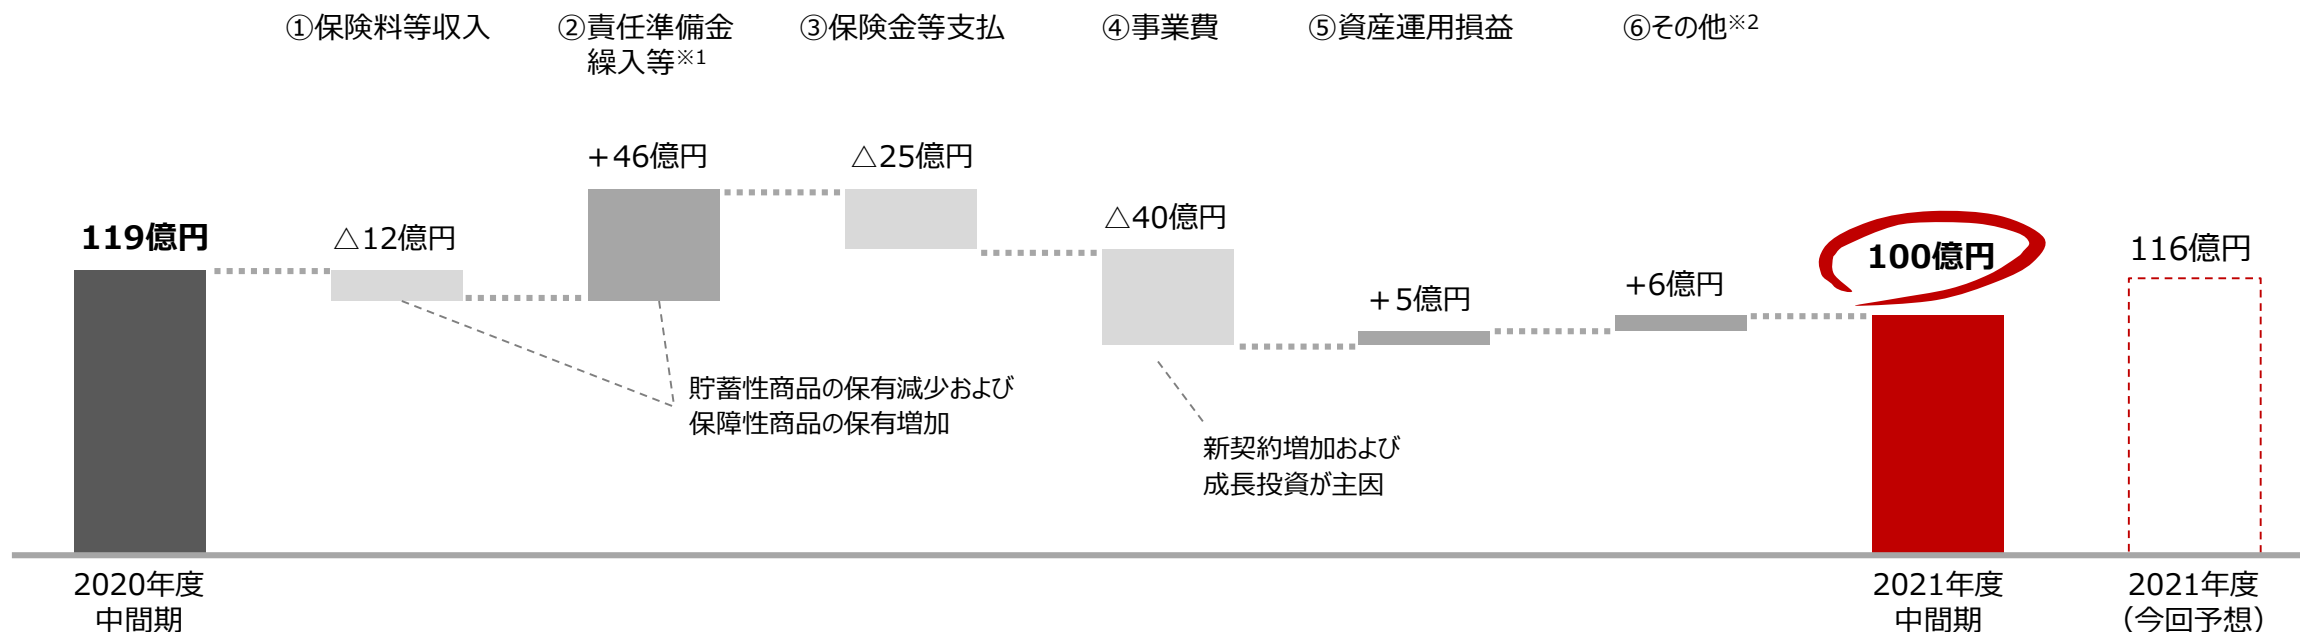 ①保険料等収入
②責任準備金
繰入等※1
③保険金等支払
④事業費
⑤資産運用損益
⑥その他※2
119億円
△12億円
+46億円
△25億円
△40億円
+5億円
+6億円
100億円
116億円
貯蓄性商品の保有減少および
保障性商品の保有増加
新契約増加および
成長投資が主因
2020年度
中間期
2021年度
中間期
2021年度
(今回予想)